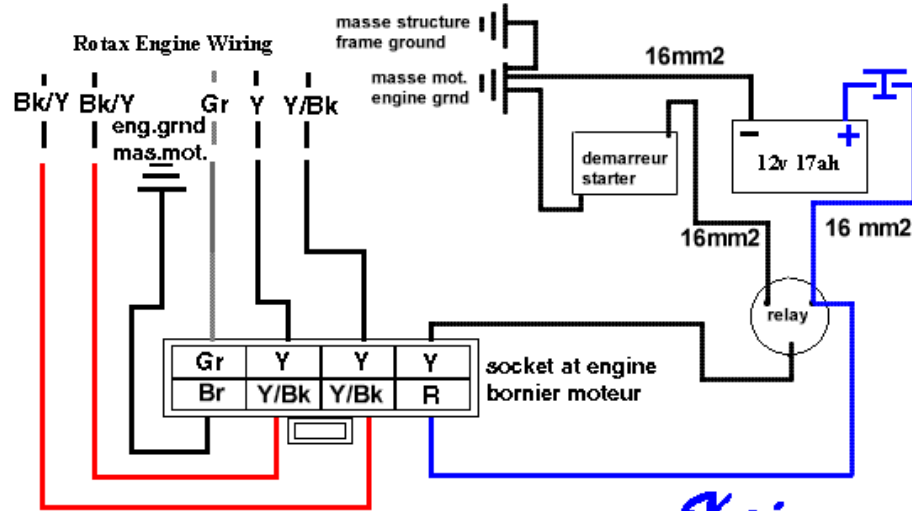 masse structure
frame ground
Rotax Engine Wiring
16mm2
masse mot.
engine grnd
Bk/Y Bk/Y Gr Y Y/Bk
eng.grnd
mas.mot.
- +
12v 17ah
demarreur
starter
16mm2
16 mm2
relay
Gr Y Y Y
Br Y/Bk Y/Bk R
socket at engine
bornier moteur